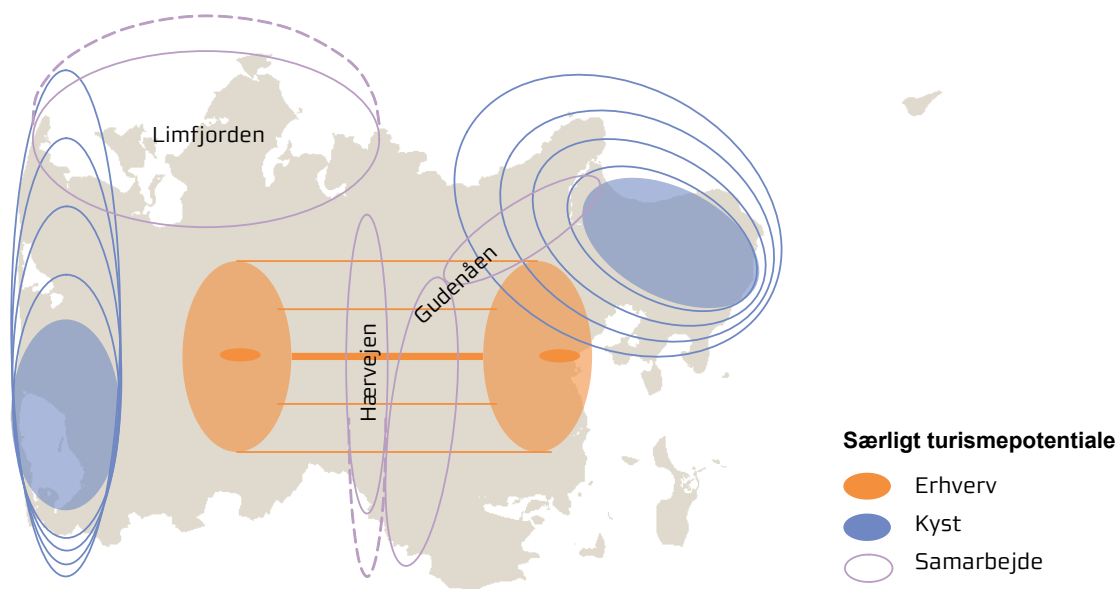 Limfjorden
Gudenåen
Hærvejen
Særligt turismepotentiale
Erhverv
Kyst
Samarbejde